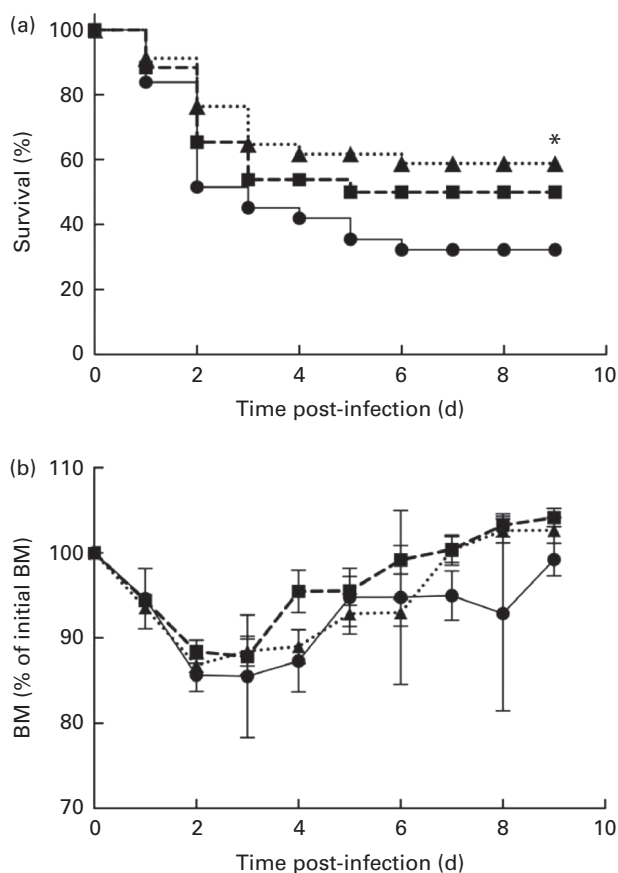 (a)
100
80
60
40
20
0
Survival (%)
*
0 2 4 6 8 10
Time post-infection (d)
(b)
110
100
90
80
70
BM (% of initial BM)
0 2 4 6 8 10
Time post-infection (d)